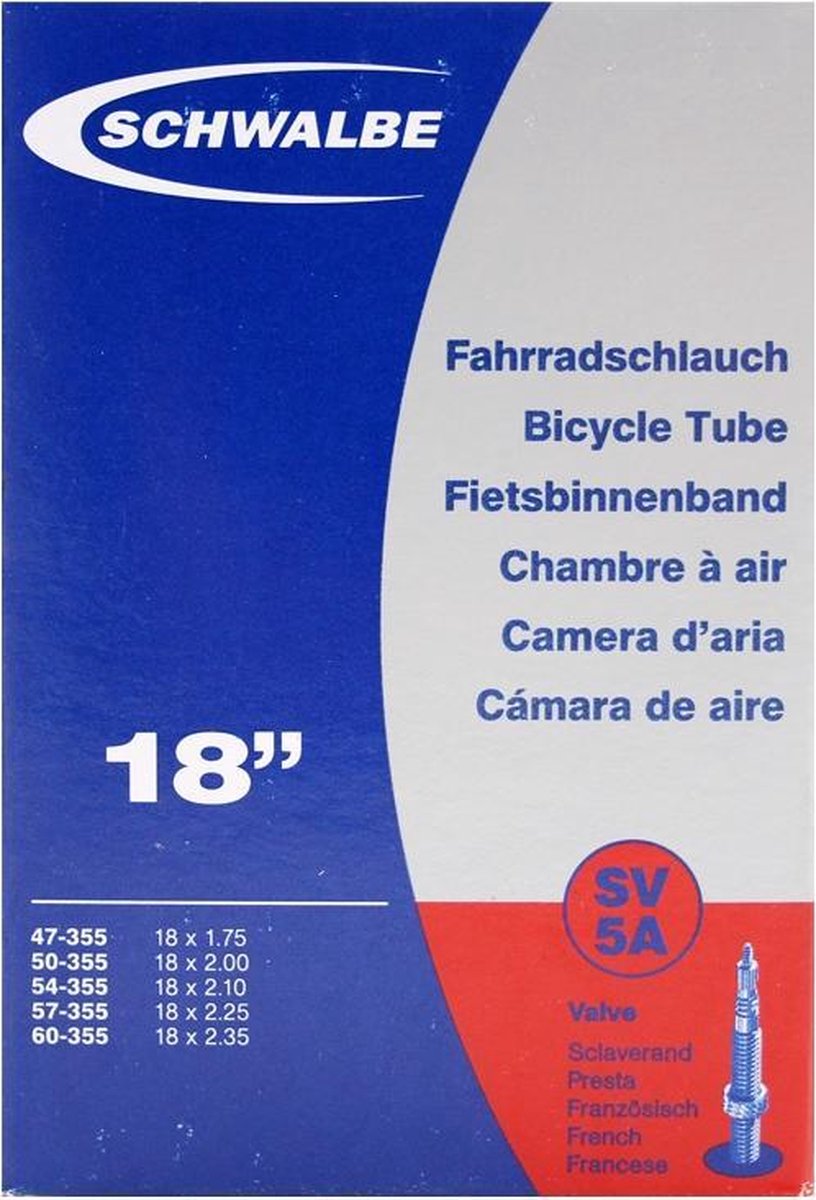 SCHWALBE
Fahrradschlauch
Bicycle Tube
Fietsbinnenband
Chambre à air
Camera d’aria
Cámara de aire
18”
47-355 18 x 1.75
50-355 18 x 2.00
54-355 18 x 2.10
57-355 18 x 2.25
60-355 18 x 2.35
SV
5A
Valve
Sclaverand
Presta
Französisch
French
Francese